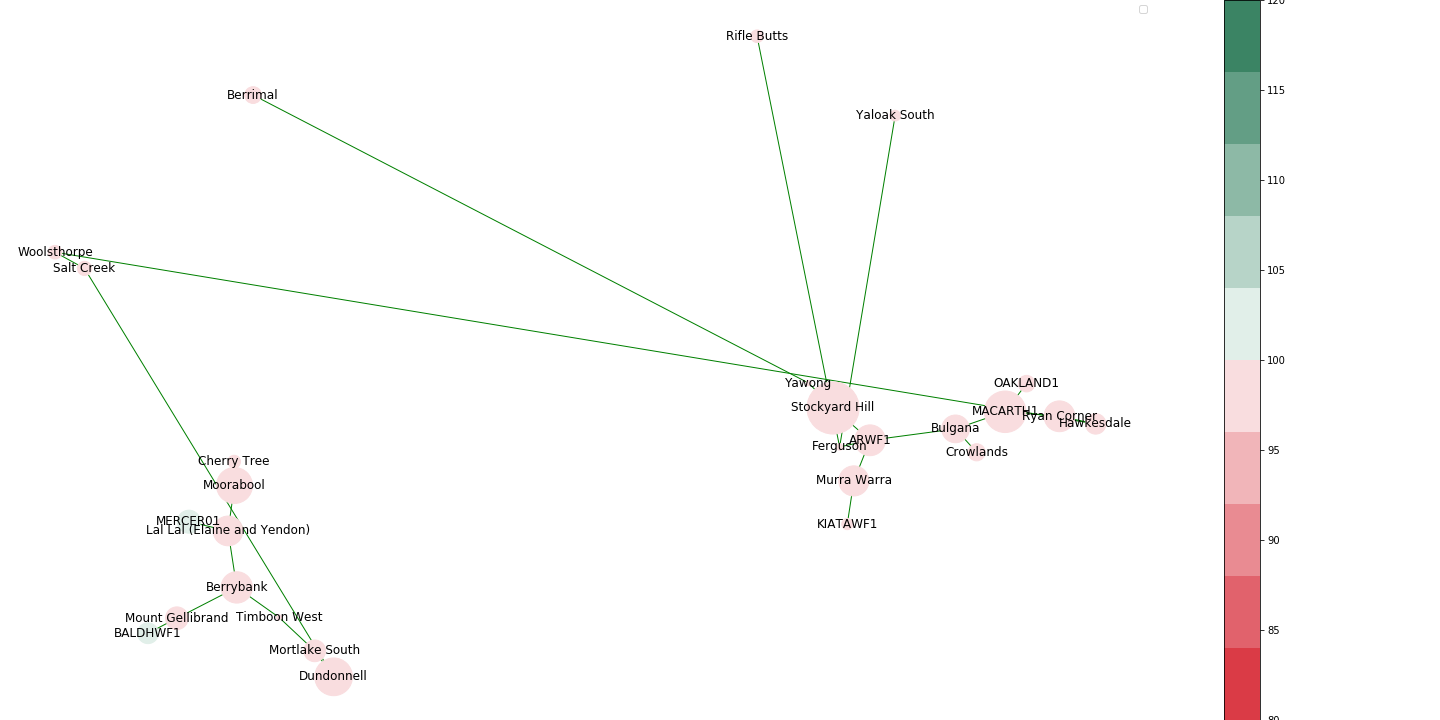 120
Rifle Butts
115
Berrimal
Yaloak South
110
Woolsthorpe
Salt Creek
105
100
Yawong
OAKLAND1
Stockyard Hill
MACARTH1
Ryan Corner
Hawkesdale
Bulgana
ARWF1
Ferguson
Crowlands
95
Cherry Tree
Murra Warra
Moorabool
MERCER01
KIATAWF1
Lal Lal (Elaine and Yendon)
90
Berrybank
Mount Gellibrand
Timboon West
BALDHWF1
85
Mortlake South
Dundonnell
80